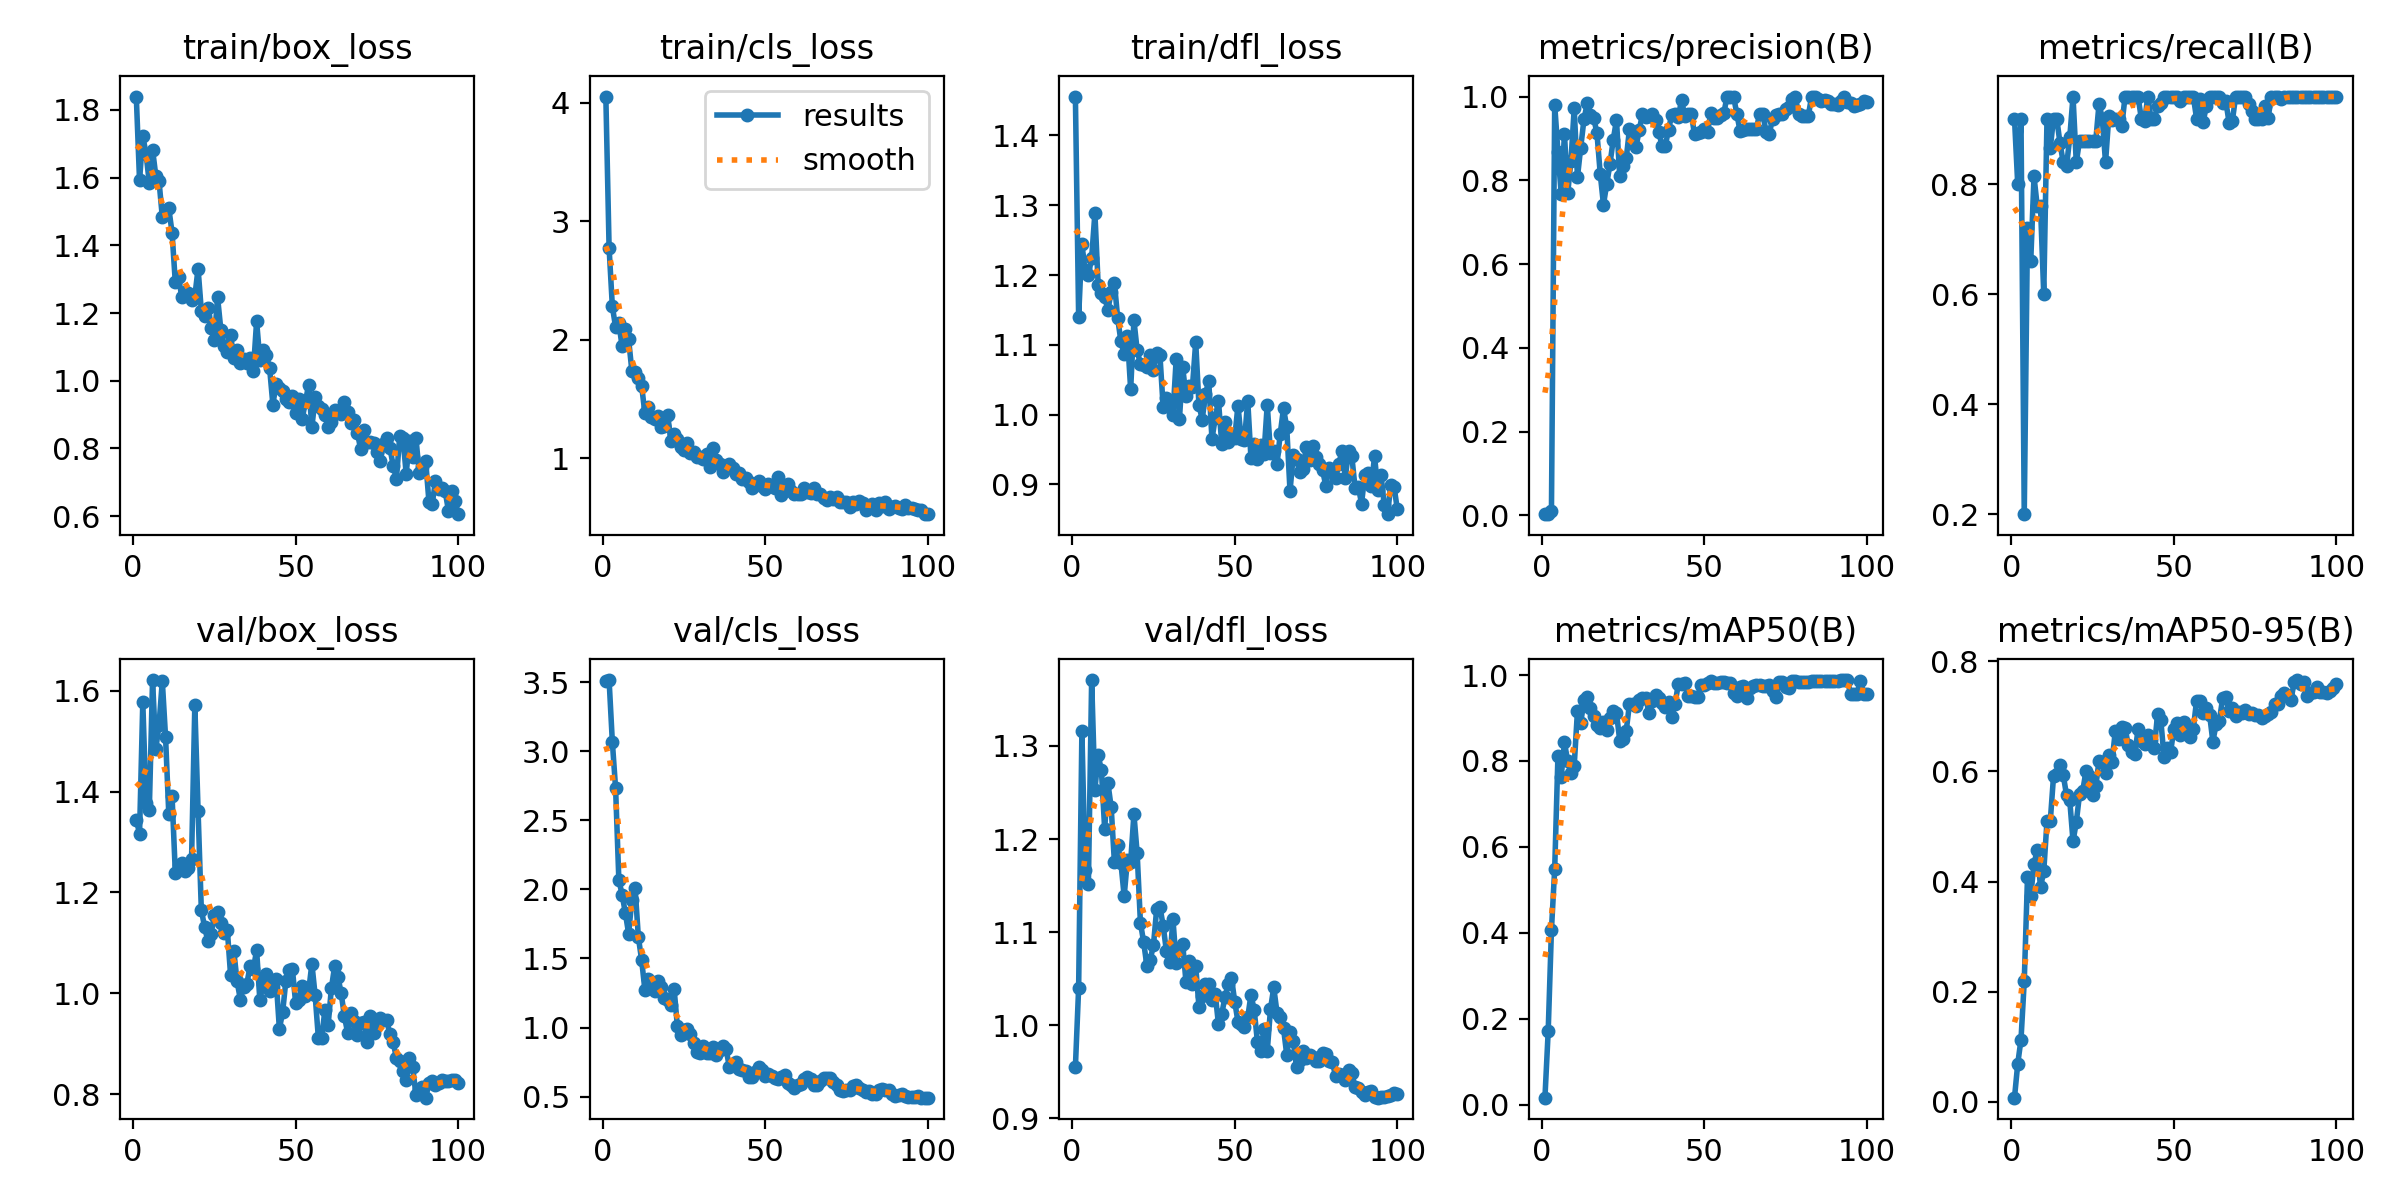 train/box_loss
1.8
1.6
1.4
1.2
1.0
0.8
0.6
0 50 100
train/cls_loss
results
smooth
4
3
2
1
0 50 100
train/dfl_loss
1.4
1.3
1.2
1.1
1.0
0.9
0 50 100
metrics/precision(B)
1.0
0.8
0.6
0.4
0.2
0.0
0 50 100
metrics/recall(B)
0.8
0.6
0.4
0.2
0 50 100
val/box_loss
1.6
1.4
1.2
1.0
0.8
0 50 100
val/cls_loss
3.5
3.0
2.5
2.0
1.5
1.0
0.5
0 50 100
val/dfl_loss
1.3
1.2
1.1
1.0
0.9
0 50 100
metrics/mAP50(B)
1.0
0.8
0.6
0.4
0.2
0.0
0 50 100
metrics/mAP50-95(B)
0.8
0.6
0.4
0.2
0.0
0 50 100